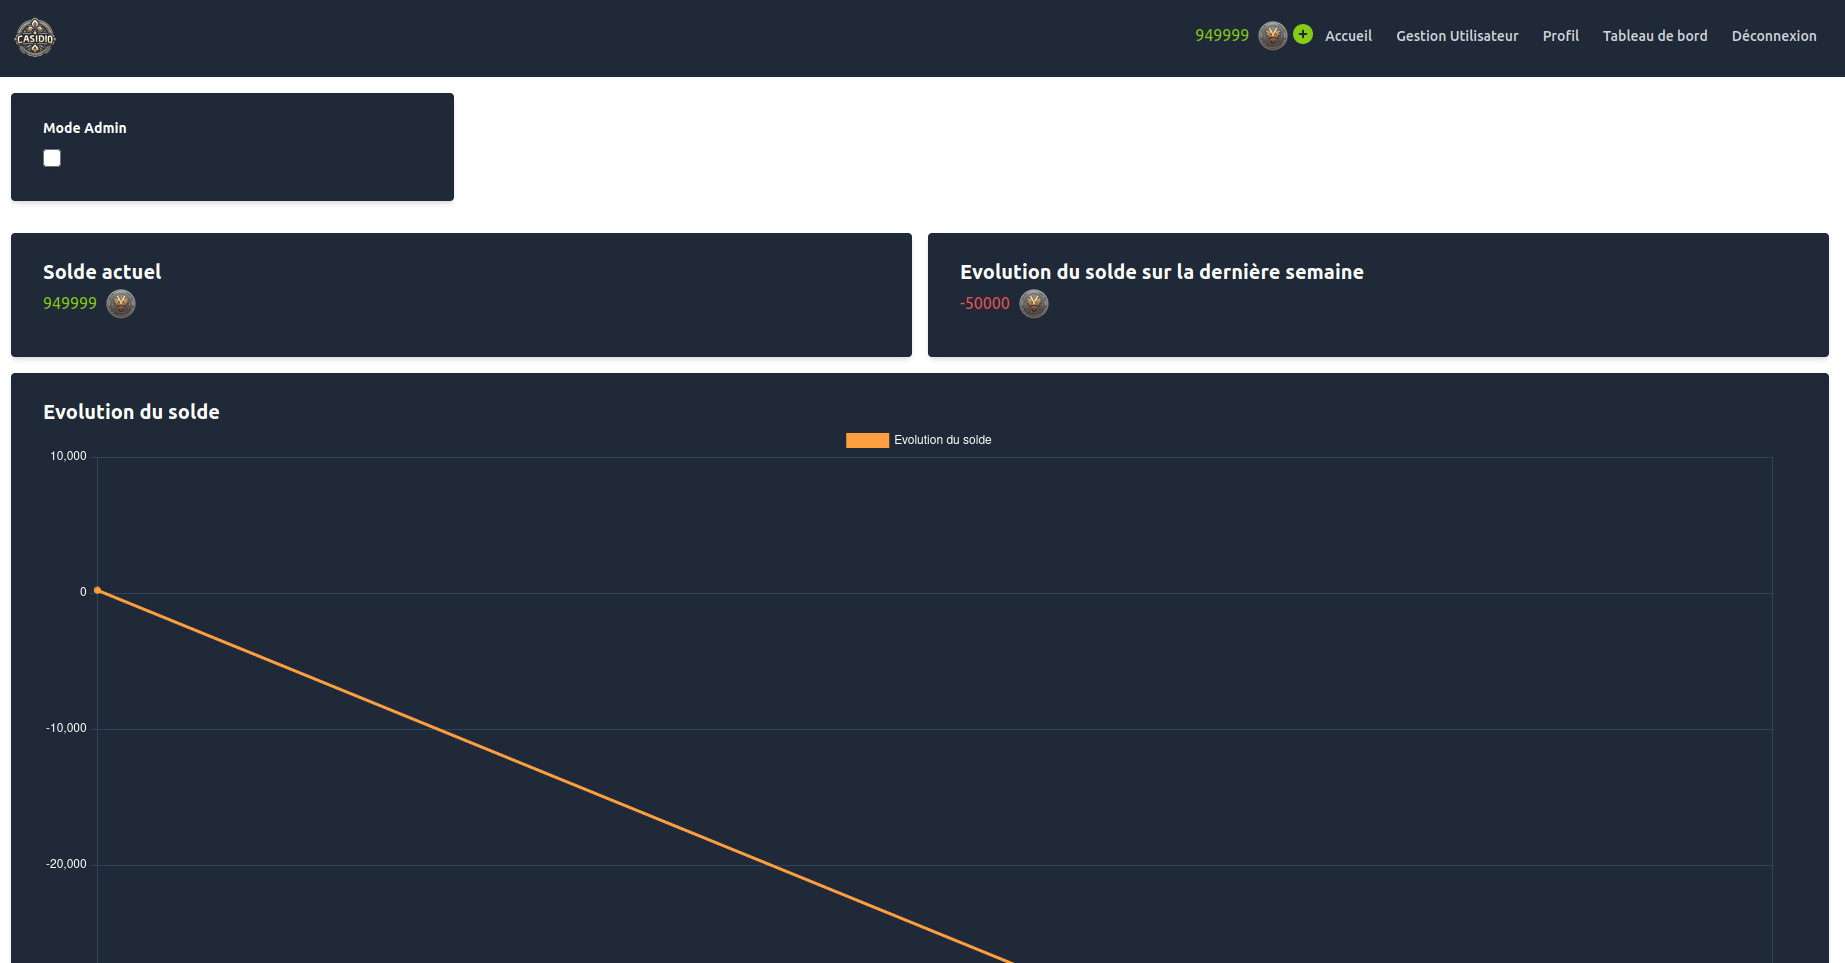 CASIDIO
949999
Accueil
Gestion Utilisateur
Profil
Tableau de bord
Déconnexion
Mode Admin
Solde actuel
949999
Evolution du solde sur la dernière semaine
-50000
Evolution du solde
Evolution du solde
10,000
0
-10,000
-20,000